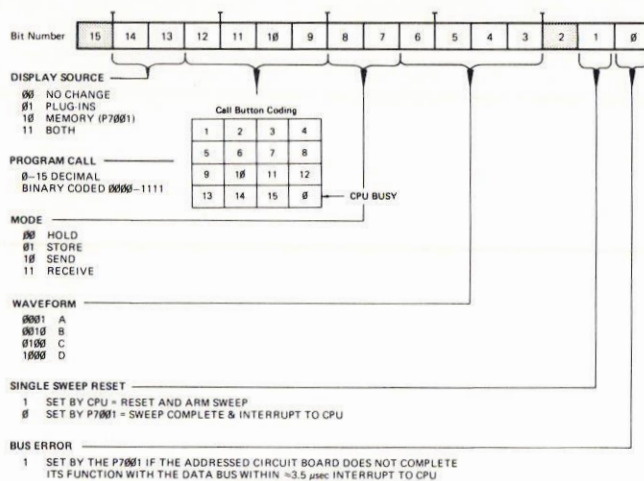 Bit Number 15 14 13 12 11 1Ø 9 8 7 6 5 4 3 2 1 Ø
DISPLAY SOURCE
ØØ NO CHANGE
Ø1 PLUG-INS
1Ø MEMORY (P7ØØ1)
11 BOTH
Call Button Coding
1 2 3 4
5 6 7 8
9 1Ø 11 12
13 14 15 Ø
CPU BUSY
PROGRAM CALL
Ø–15 DECIMAL
BINARY CODED ØØØØ–1111
MODE
ØØ HOLD
Ø1 STORE
1Ø SEND
11 RECEIVE
WAVEFORM
ØØØ1 A
ØØ1Ø B
Ø1ØØ C
1ØØØ D
SINGLE SWEEP RESET
1 SET BY CPU = RESET AND ARM SWEEP
Ø SET BY P7ØØ1 = SWEEP COMPLETE & INTERRUPT TO CPU
BUS ERROR
1 SET BY THE P7ØØ1 IF THE ADDRESSED CIRCUIT BOARD DOES NOT COMPLETE
ITS FUNCTION WITH THE DATA BUS WITHIN ≈3.5 µsec INTERRUPT TO CPU